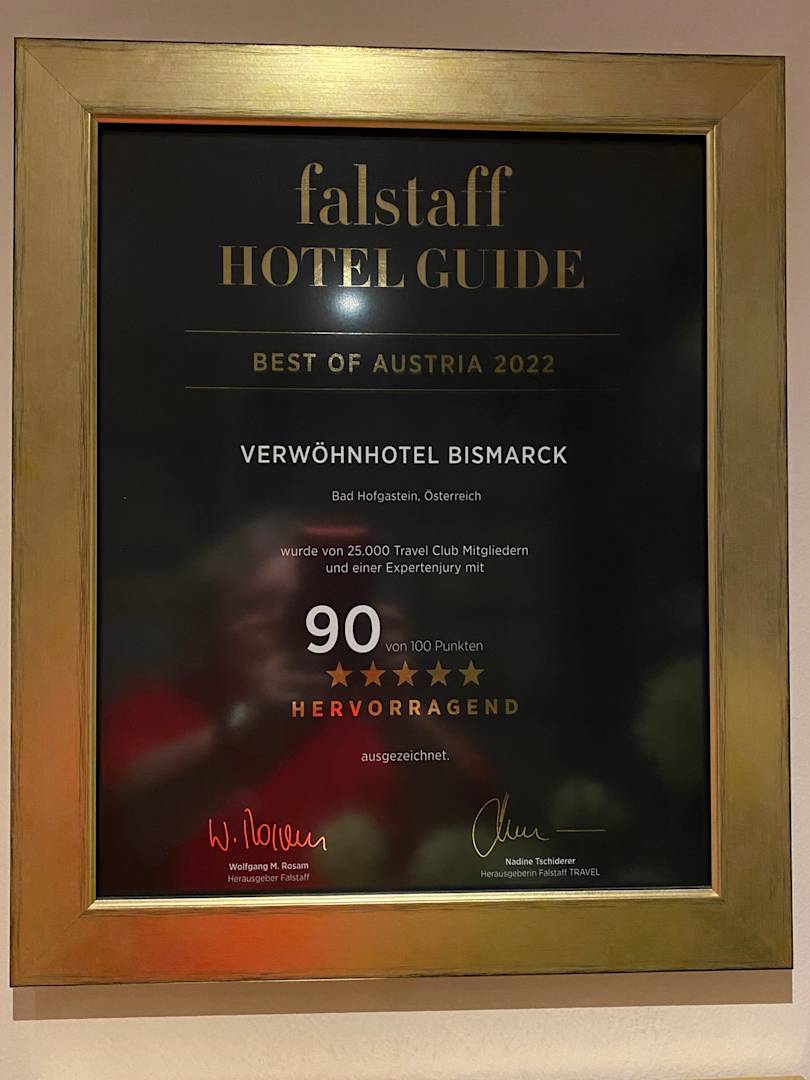 falstaff
HOTEL GUIDE
BEST OF AUSTRIA 2022
VERWÖHNHOTEL BISMARCK
Bad Hofgastein, Österreich
wurde von 25.000 Travel Club Mitgliedern
und einer Expertenjury mit
90 von 100 Punkten
HERVORRAGEND
ausgezeichnet.
W. Rosam
Wolfgang M. Rosam
Herausgeber Falstaff
Nadine Tschiderer
Herausgeberin Falstaff TRAVEL